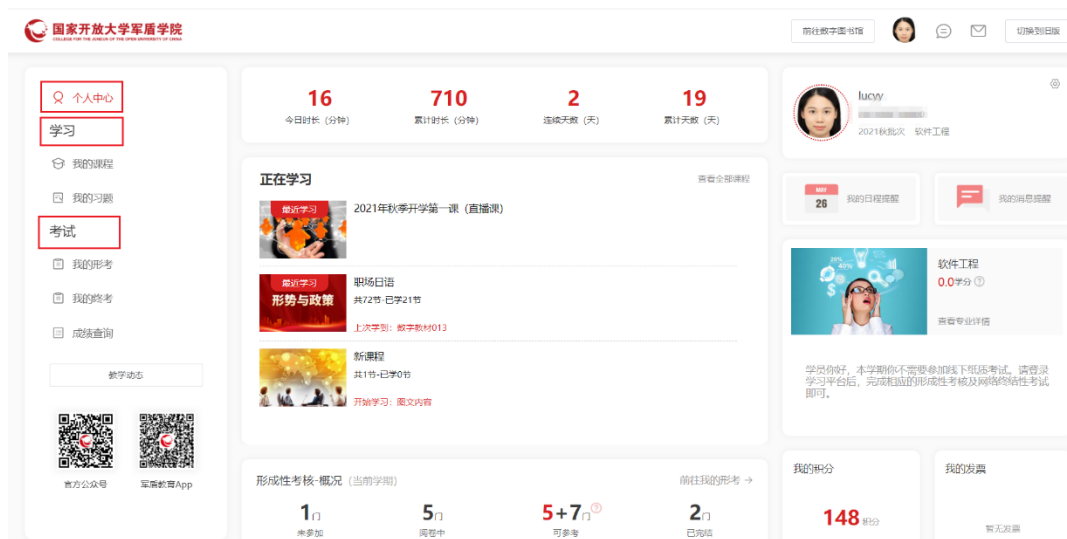 国家开放大学军盾学院
前往数字图书馆
切换到旧版
个人中心
学习
我的课程
我的习题
考试
我的形考
我的终考
成绩查询
教学动态
官方公众号
军盾教育App
16
今日时长（分钟）
710
累计时长（分钟）
2
连续天数（天）
19
累计天数（天）
正在学习
查看全部课程
最近学习
2021年秋季开学第一课（直播课）
最近学习
形势与政策
职场日语
共72节-已学21节
上次学到：数字教材013
新课程
共1节-已学0节
开始学习：图文内容
形成性考核-概况（当前学期）
前往我的形考 →
1门
未参加
5门
阅卷中
5+7门
可参考
2门
已完结
lucyy
2021秋批次 软件工程
MAY
26
我的日程提醒
我的消息提醒
软件工程
0.0学分
查看专业详情
学员你好，本学期你不需要参加线下纸质考试。请登录
学习平台后，完成相应的形成性考核及网络终结性考试
即可。
我的积分
148积分
我的发票
暂无发票